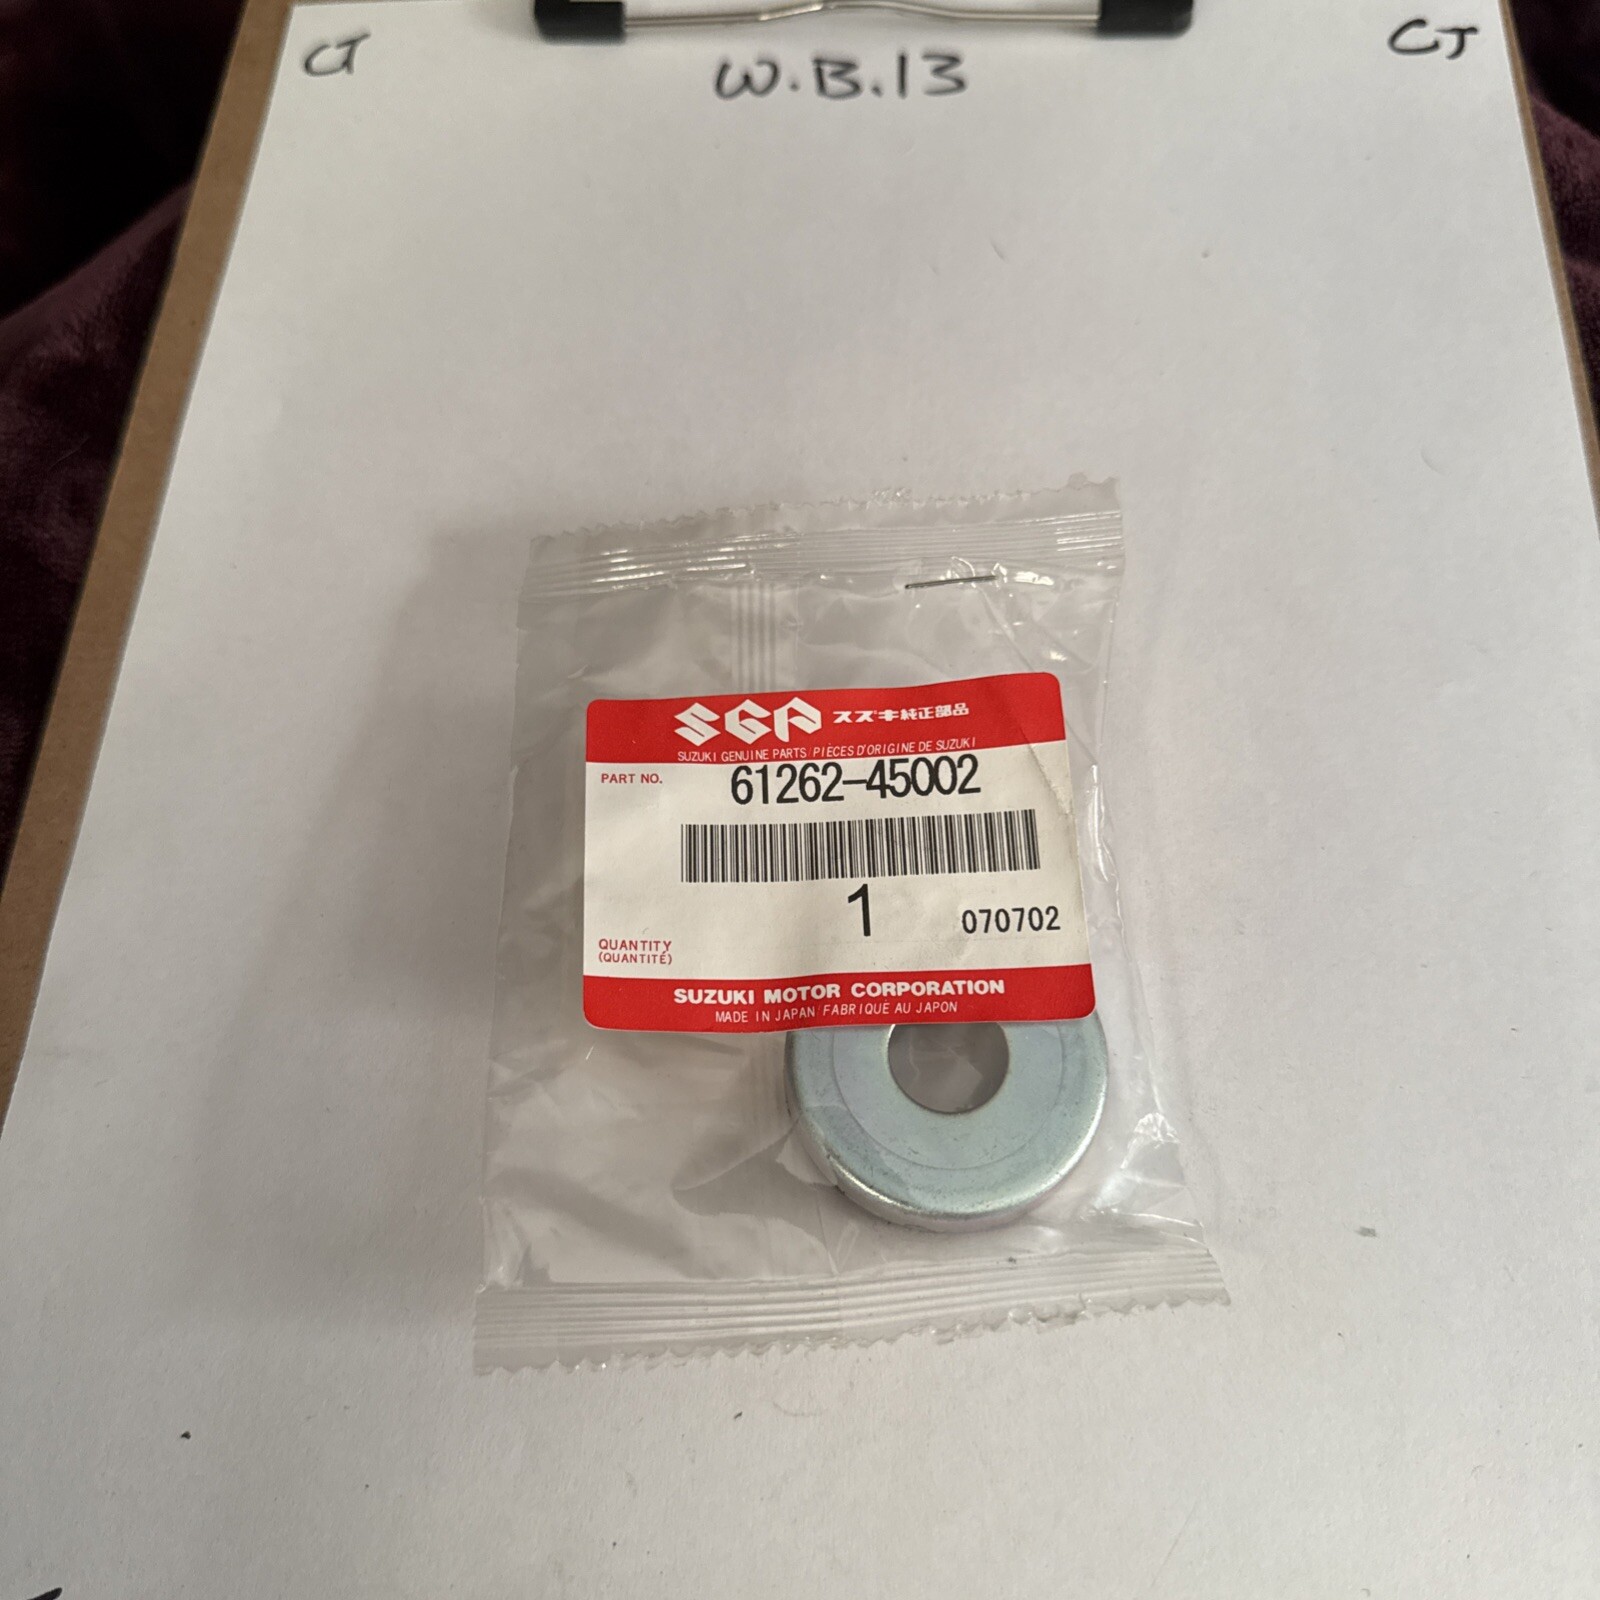 CJ W.B.13 CJ
SGP スズキ純正部品
SUZUKI GENUINE PARTS/PIÈCES D'ORIGINE DE SUZUKI
PART NO. 61262-45002
1 070702
QUANTITY
(QUANTITÉ)
SUZUKI MOTOR CORPORATION
MADE IN JAPAN/FABRIQUÉ AU JAPON